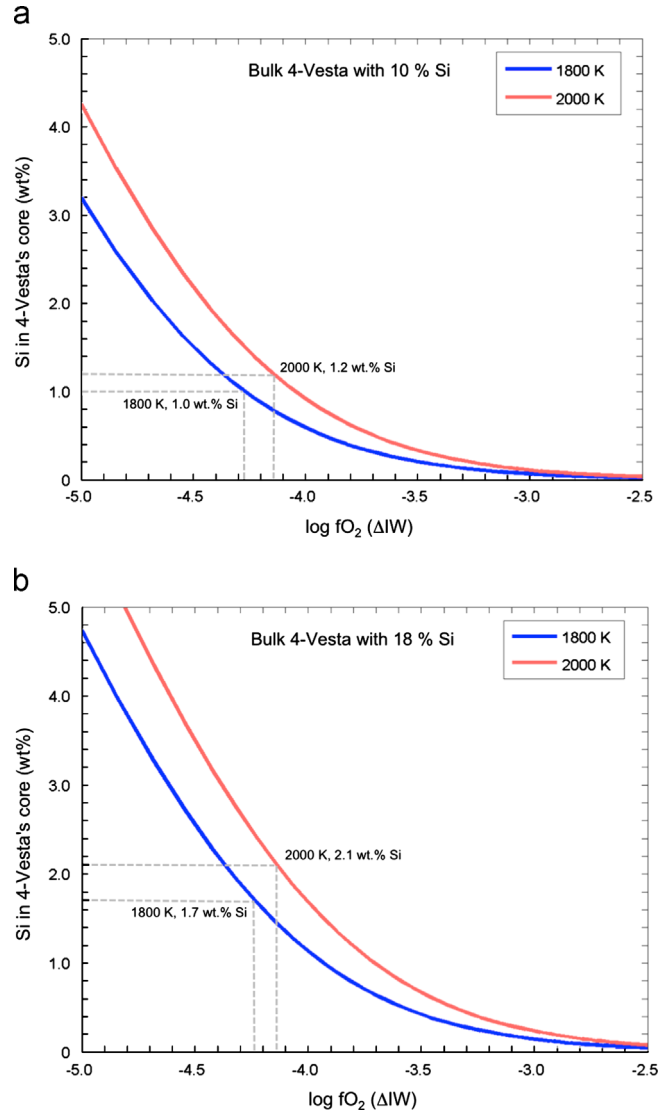 a
Bulk 4-Vesta with 10 % Si
1800 K
2000 K
Si in 4-Vesta's core (wt%)
5.0
4.0
3.0
2.0
1.0
0
2000 K, 1.2 wt.% Si
1800 K, 1.0 wt.% Si
-5.0 -4.5 -4.0 -3.5 -3.0 -2.5
log fO₂ (ΔIW)
b
Bulk 4-Vesta with 18 % Si
1800 K
2000 K
Si in 4-Vesta's core (wt%)
5.0
4.0
3.0
2.0
1.0
0
2000 K, 2.1 wt.% Si
1800 K, 1.7 wt.% Si
-5.0 -4.5 -4.0 -3.5 -3.0 -2.5
log fO₂ (ΔIW)